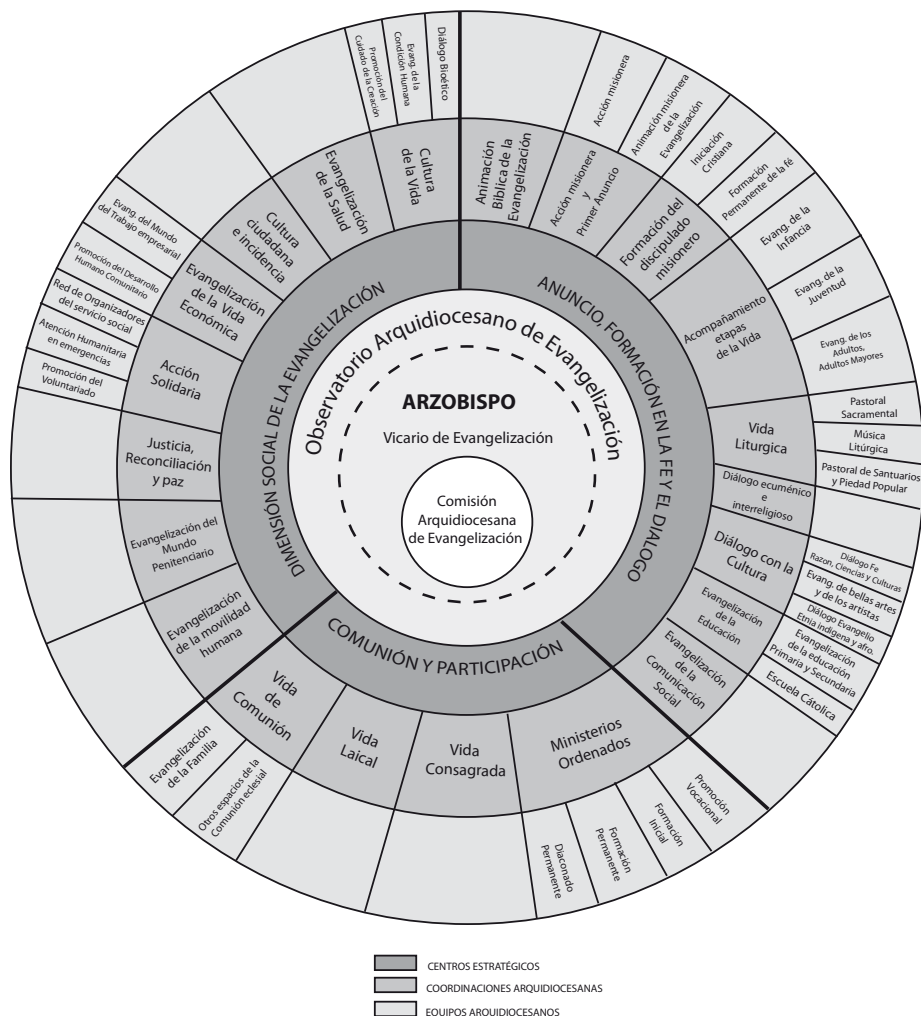 Observatorio Arquidiocesano de Evangelización
ARZOBISPO
Vicario de Evangelización
Comisión
Arquidiocesana
de Evangelización
ANUNCIO, FORMACIÓN EN LA FE Y EL DIALOGO
Animación
Bíblica de la
Evangelización
Acción misionera
y
Primer Anuncio
Acción misionera
Animación misionera
de la
Evangelización
Formación del
discipulado
misionero
Iniciación
Cristiana
Formación
Permanente de la fé
Acompañamiento
etapas
de la Vida
Evang. de la
Infancia
Evang. de la
Juventud
Evang. de los
Adultos,
Adultos Mayores
Vida
Liturgica
Pastoral
Sacramental
Música
Litúrgica
Pastoral de Santuarios
y Piedad Popular
Diálogo ecuménico
e
interreligioso
Diálogo con la
Cultura
Diálogo Fe
Razon, Ciencias y Culturas
Evang. de bellas artes
y de los artistas
Diálogo Evangelio
Etnia indígena y afro.
Evangelización
de la
Educación
Evangelización
de la educación
Primaria y Secundaria
Escuela Cátolica
Evangelización
de la
Comunicación
Social
COMUNIÓN Y PARTICIPACIÓN
Ministerios
Ordenados
Promoción
Vocacional
Formación
Inicial
Formación
Permanente
Diaconado
Permanente
Vida
Consagrada
Vida
Laical
Vida
de
Comunión
Otros espacios de la
Comunión eclesial
Evangelización
de la Familia
DIMENSIÓN SOCIAL DE LA EVANGELIZACIÓN
Evangelización
de la movilidad
humana
Evangelización del
Mundo
Penitenciario
Justicia,
Reconciliación
y paz
Acción
Solidaria
Promoción del
Voluntariado
Atención Humanitaria
en emergencias
Red de Organizadores
del servicio social
Evangelización
de la Vida
Económica
Promoción del Desarrollo
Humano Comunitario
Evang. del Mundo
del Trabajo empresarial
Cultura
ciudadana
e Incidencia
Evangelización
de la Salud
Cultura
de la Vida
Promoción del
Cuidado de la Creación
Evang. de la
Condición Humana
Diálogo Bioético
CENTROS ESTRATÉGICOS
COORDINACIONES ARQUIDIOCESANAS
EQUIPOS ARQUIDIOCESANOS